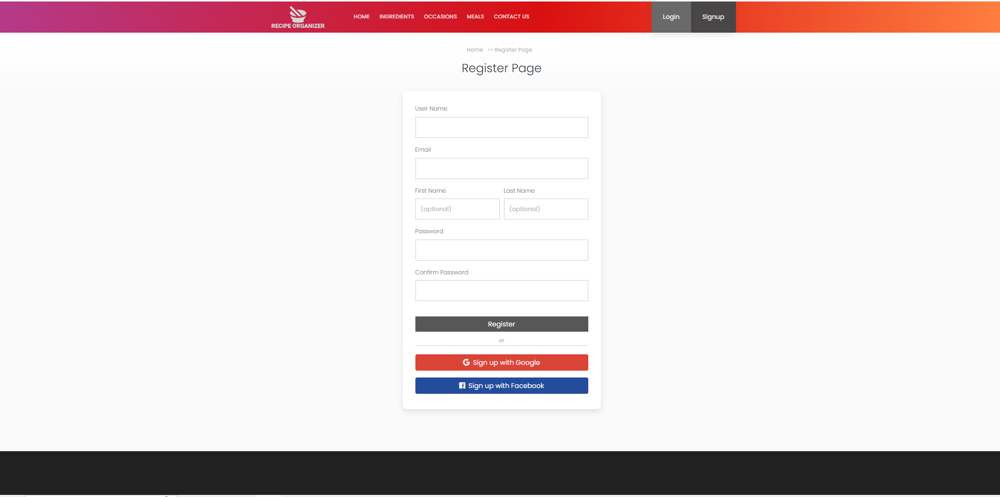 RECIPE ORGANIZER
HOME INGREDIENTS OCCASIONS MEALS CONTACT US
Login Signup
Home >> Register Page
Register Page
User Name
Email
First Name Last Name
(optional) (optional)
Password
Confirm Password
Register
or
Sign up with Google
Sign up with Facebook